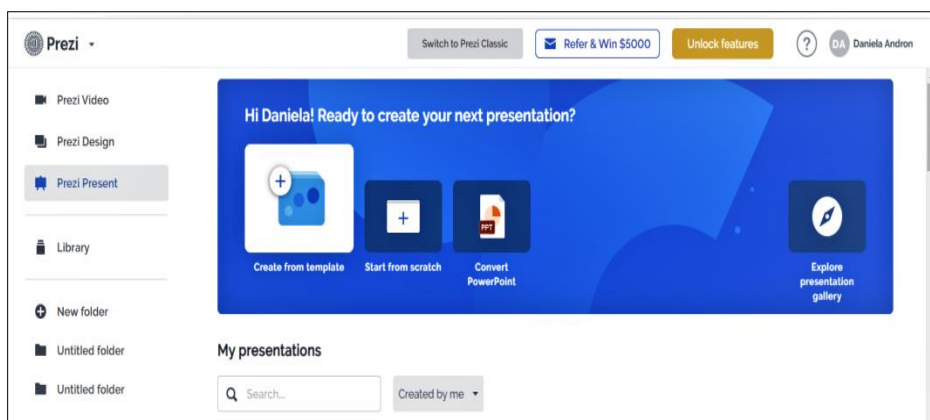 Prezi
Switch to Prezi Classic
Refer & Win $5000
Unlock features
?
DA
Daniela Andron
Prezi Video
Prezi Design
Prezi Present
Library
New folder
Untitled folder
Untitled folder
Hi Daniela! Ready to create your next presentation?
PPT
Create from template
Start from scratch
Convert
PowerPoint
Explore
presentation
gallery
My presentations
Search...
Created by me